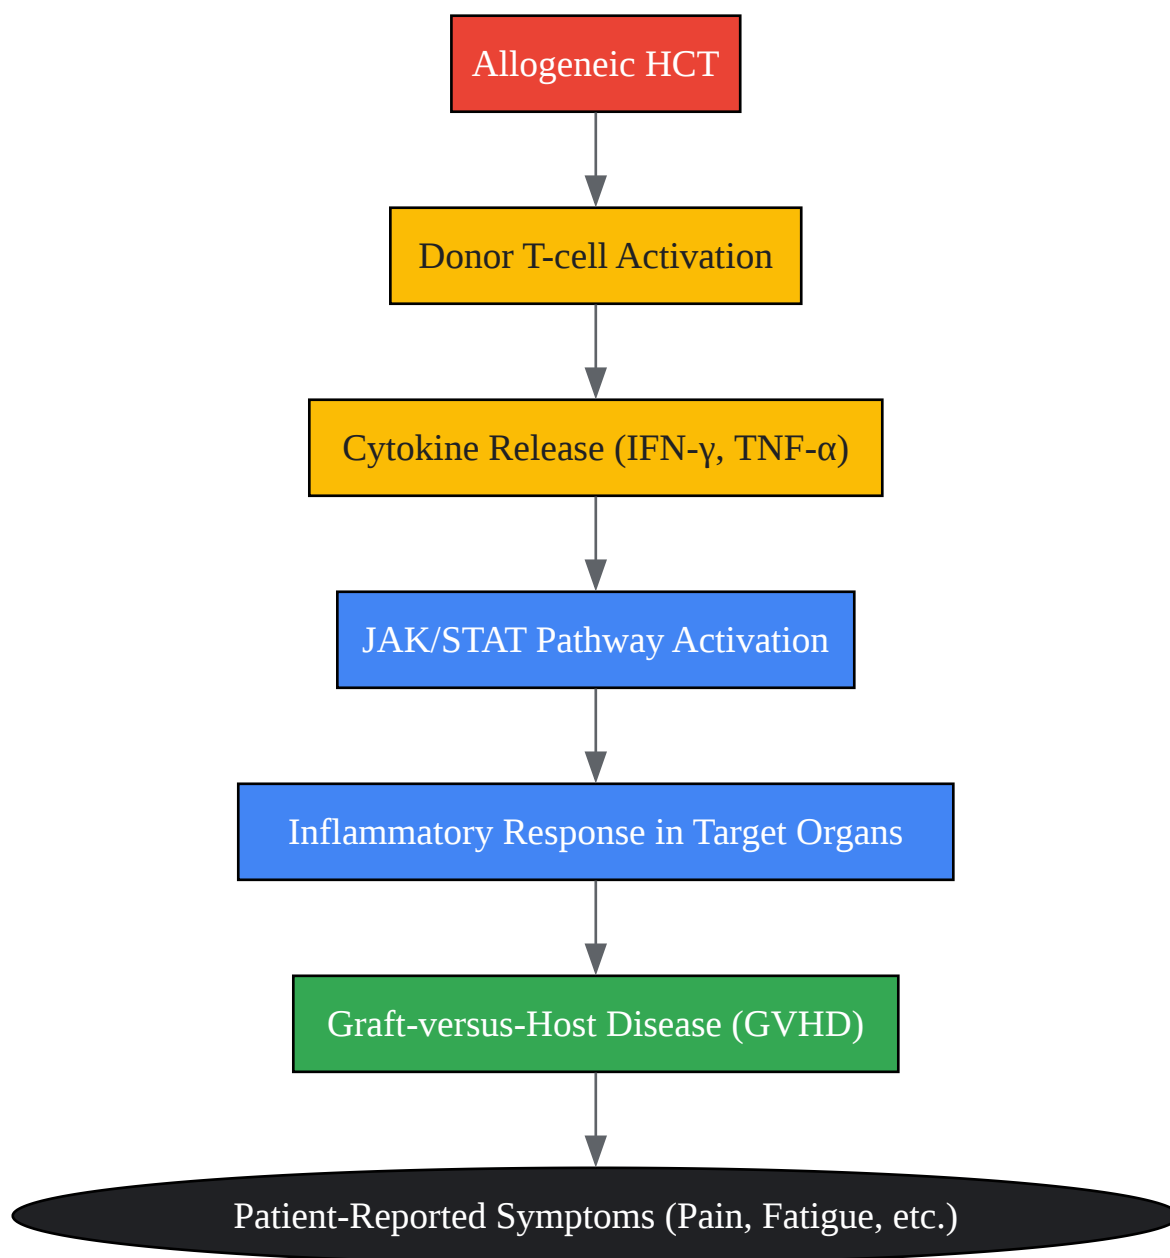 Allogeneic HCT
Donor T-cell Activation
Cytokine Release (IFN-γ, TNF-α)
JAK/STAT Pathway Activation
Inflammatory Response in Target Organs
Graft-versus-Host Disease (GVHD)
Patient-Reported Symptoms (Pain, Fatigue, etc.)